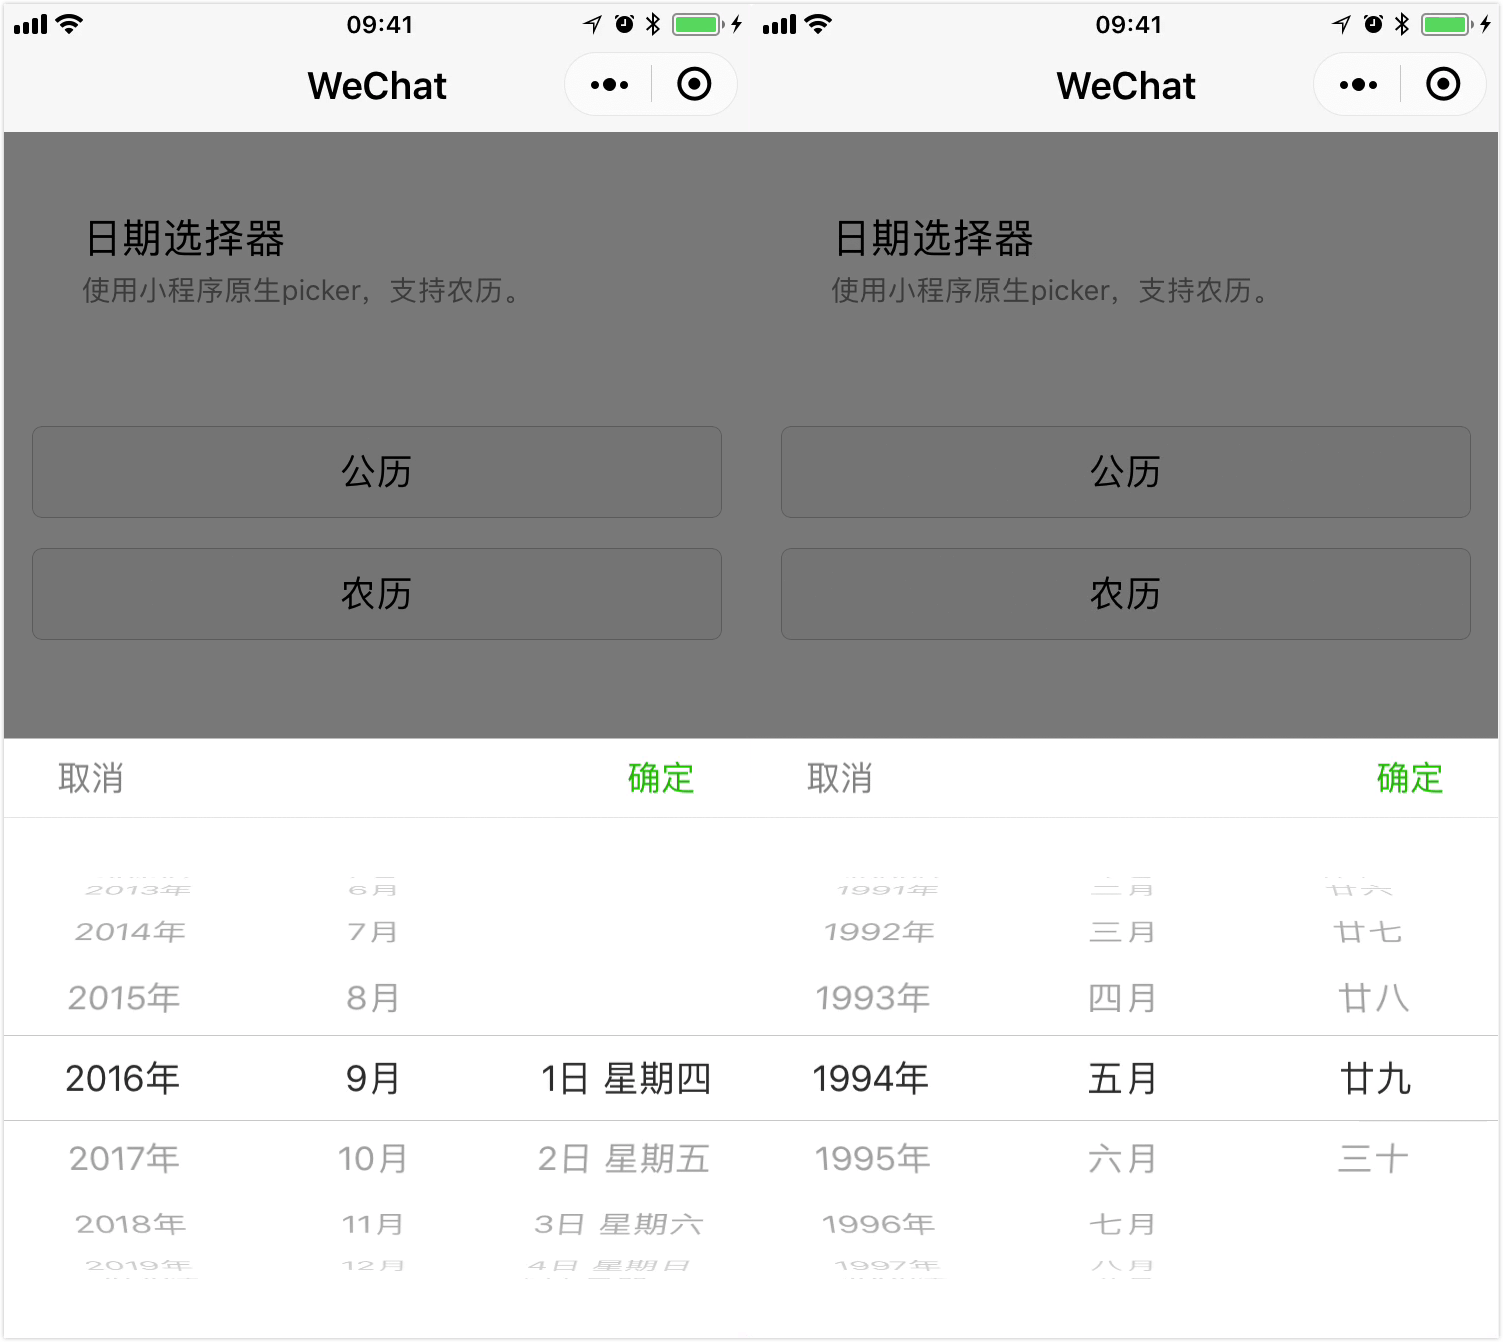 09:41
WeChat
日期选择器
使用小程序原生picker，支持农历。
公历
农历
取消 确定
2013年 6月
2014年 7月
2015年 8月
2016年 9月 1日 星期四
2017年 10月 2日 星期五
2018年 11月 3日 星期六
2019年 12月 4日 星期日
09:41
WeChat
日期选择器
使用小程序原生picker，支持农历。
公历
农历
取消 确定
1991年 二月 廿六
1992年 三月 廿七
1993年 四月 廿八
1994年 五月 廿九
1995年 六月 三十
1996年 七月
1997年 八月